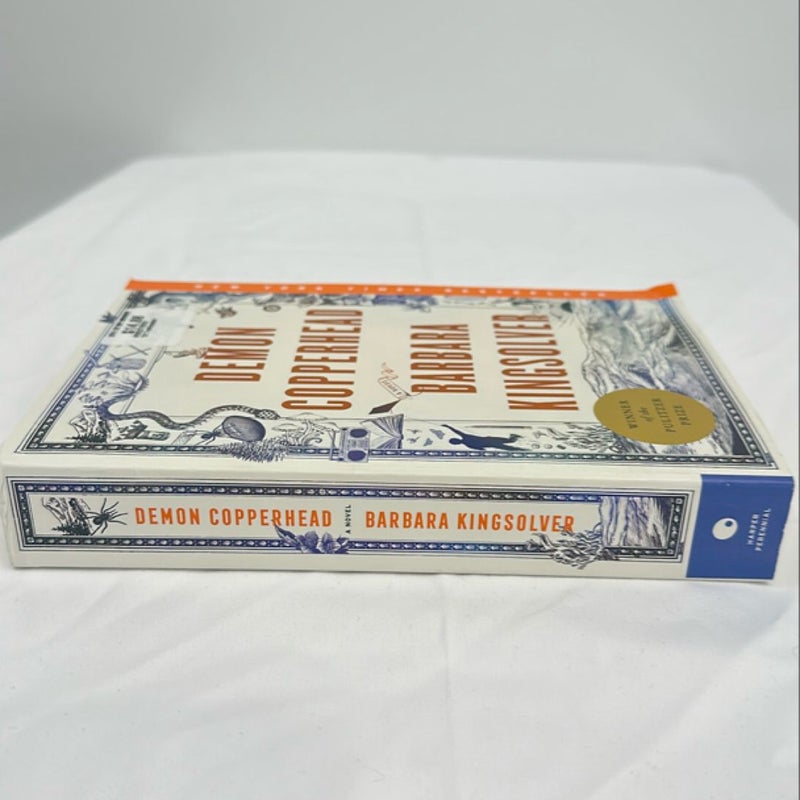 NEW YORK TIMES BESTSELLER
DEMON
COPPERHEAD
A NOVEL
BARBARA
KINGSOLVER
WINNER
of the
PULITZER
PRIZE
DEMON COPPERHEAD
A NOVEL
BARBARA KINGSOLVER
HARPER
PERENNIAL